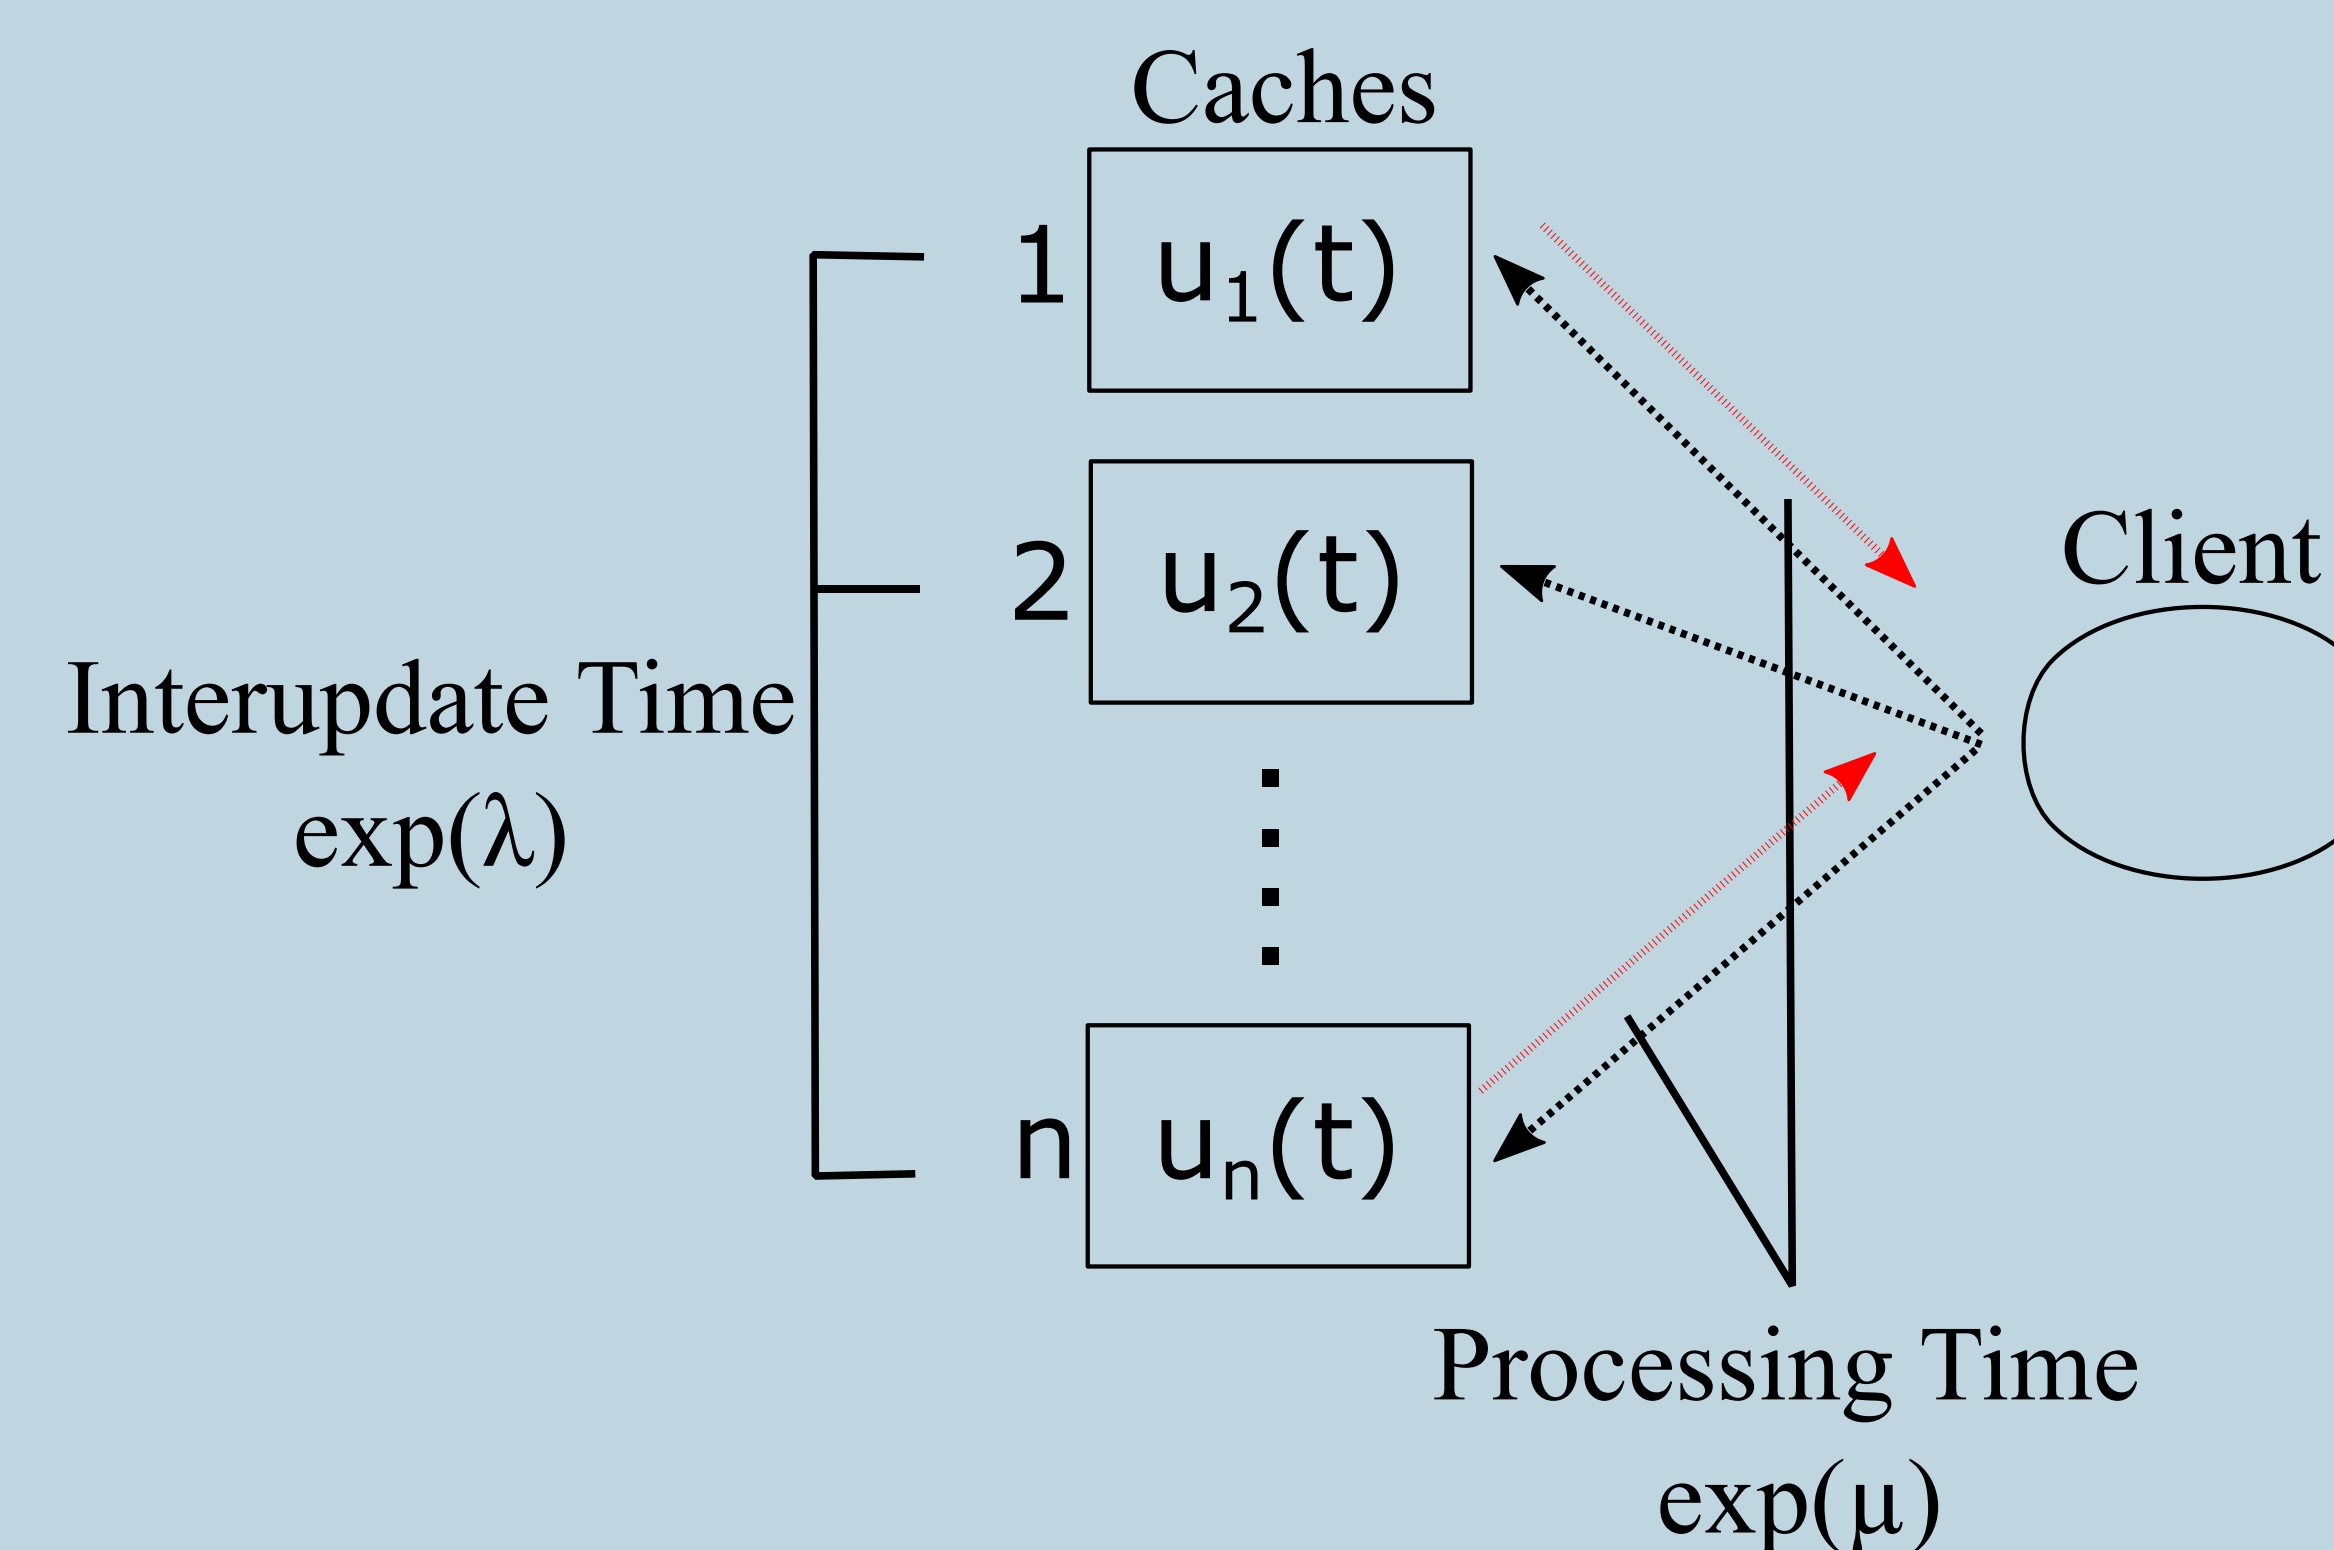 Caches
1 u₁(t)
2 u₂(t)
n uₙ(t)
Interupdate Time
exp(λ)
Client
Processing Time
exp(μ)